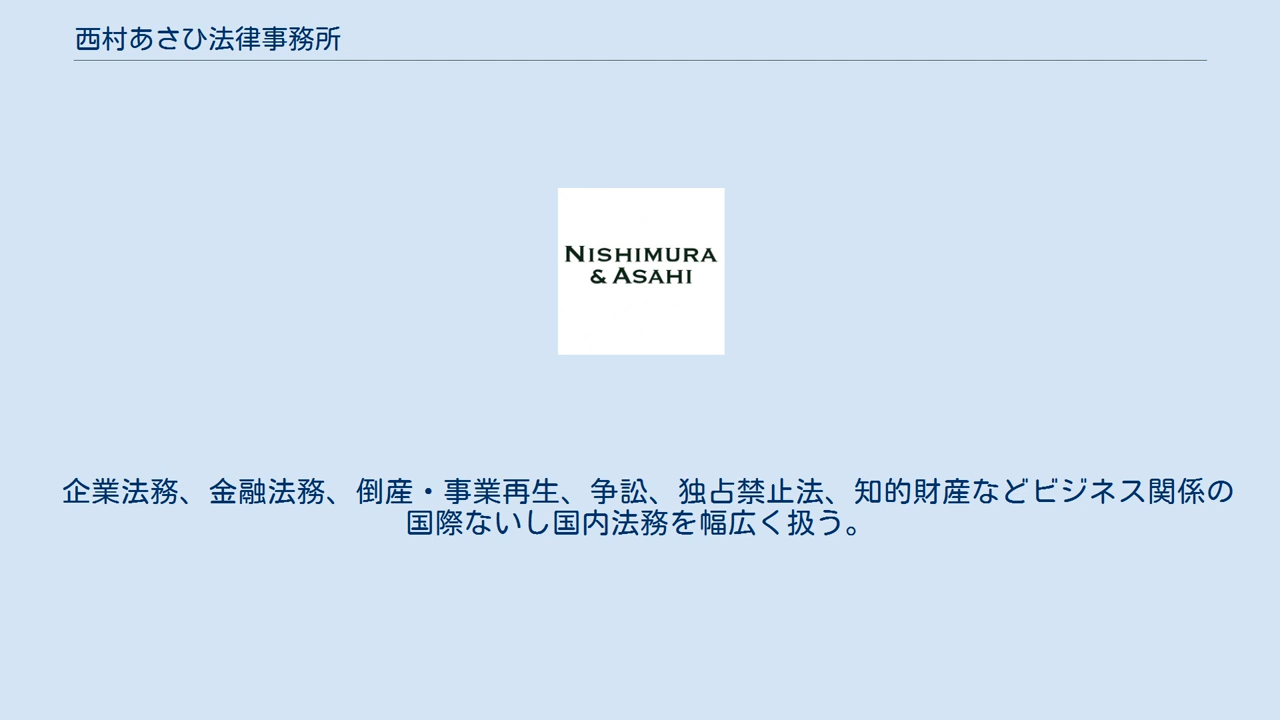 西村あさひ法律事務所
NISHIMURA
& ASAHI
企業法務、金融法務、倒産・事業再生、争訟、独占禁止法、知的財産などビジネス関係の
国際ないし国内法務を幅広く扱う。